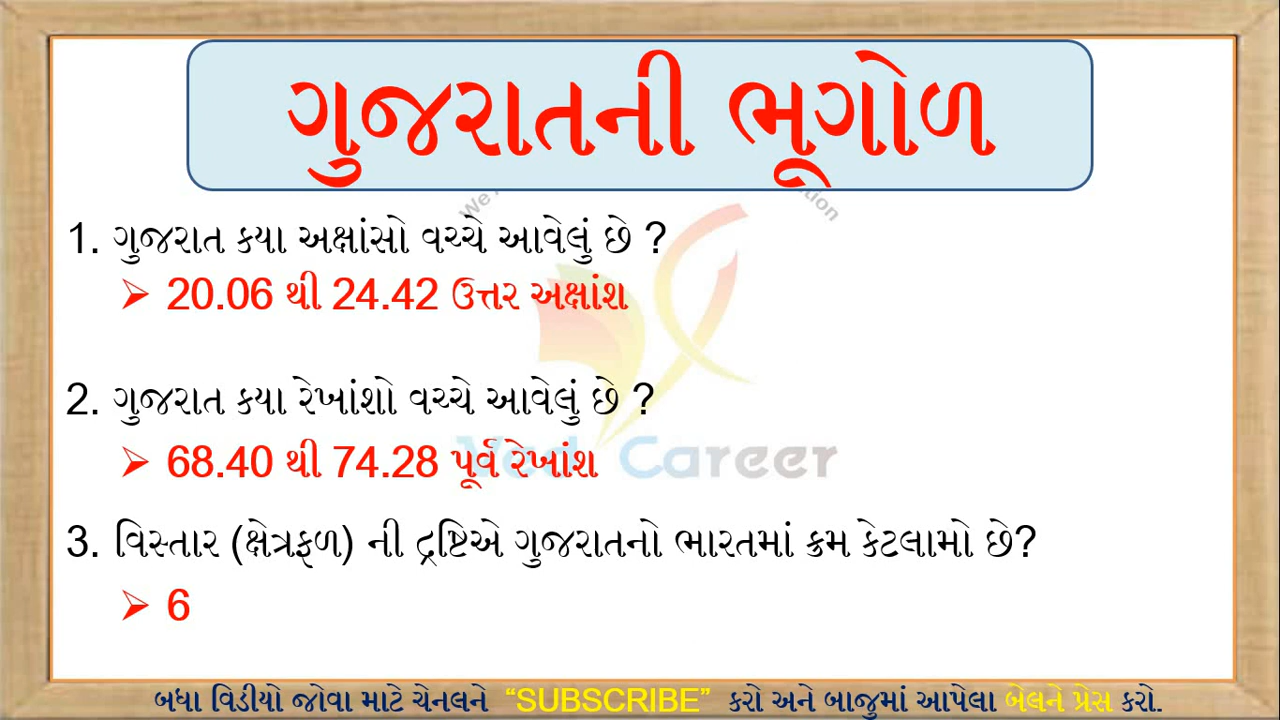 ગુજરાતની ભૂગોળ
1. ગુજરાત કયા અક્ષાંસો વચ્ચે આવેલું છે ?
➢ 20.06 થી 24.42 ઉત્તર અક્ષાંશ
2. ગુજરાત કયા રેખાંશો વચ્ચે આવેલું છે ?
➢ 68.40 થી 74.28 પૂર્વ રેખાંશ
Career
3. વિસ્તાર (ક્ષેત્રફળ) ની દ્રષ્ટિએ ગુજરાતનો ભારતમાં ક્રમ કેટલામો છે?
➢ 6
બધા વિડીયો જોવા માટે ચેનલને “SUBSCRIBE” કરો અને બાજુમાં આપેલા બેલને પ્રેસ કરો.